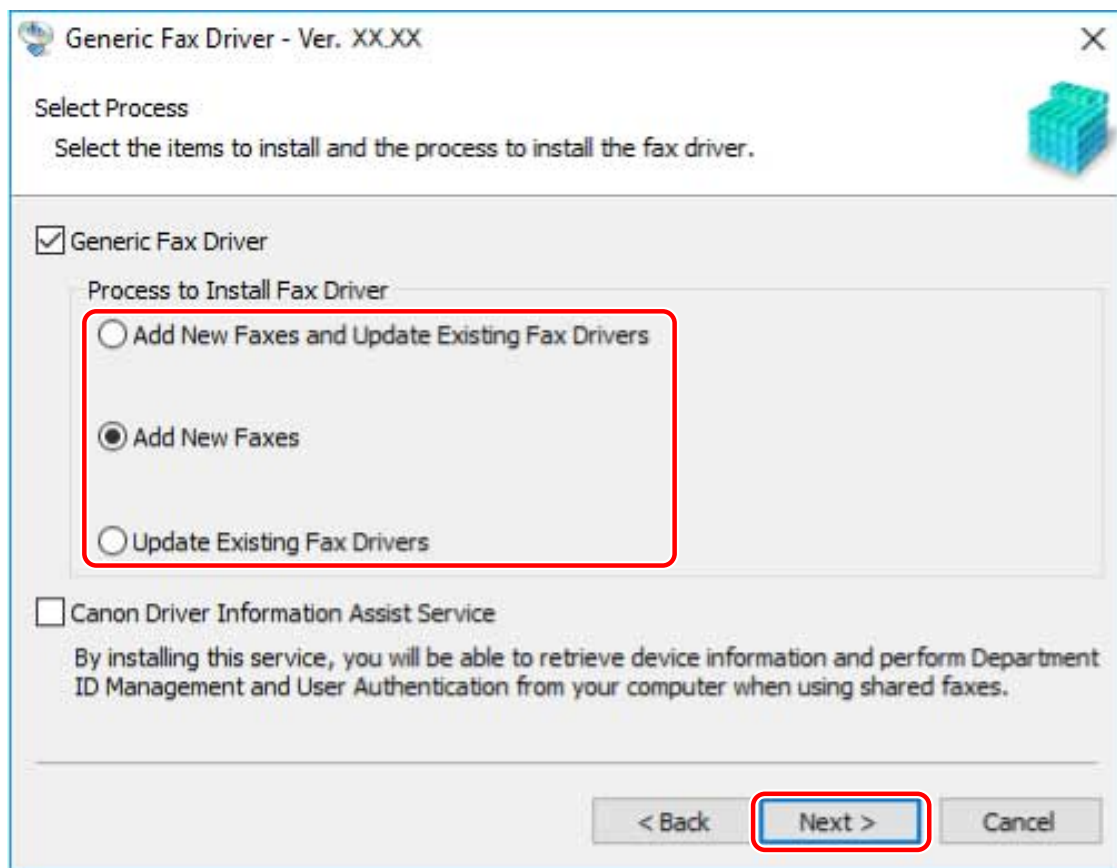 Generic Fax Driver - Ver. XX.XX
Select Process
Select the items to install and the process to install the fax driver.
Generic Fax Driver
Process to Install Fax Driver
Add New Faxes and Update Existing Fax Drivers
Add New Faxes
Update Existing Fax Drivers
Canon Driver Information Assist Service
By installing this service, you will be able to retrieve device information and perform Department
ID Management and User Authentication from your computer when using shared faxes.
< Back Next > Cancel